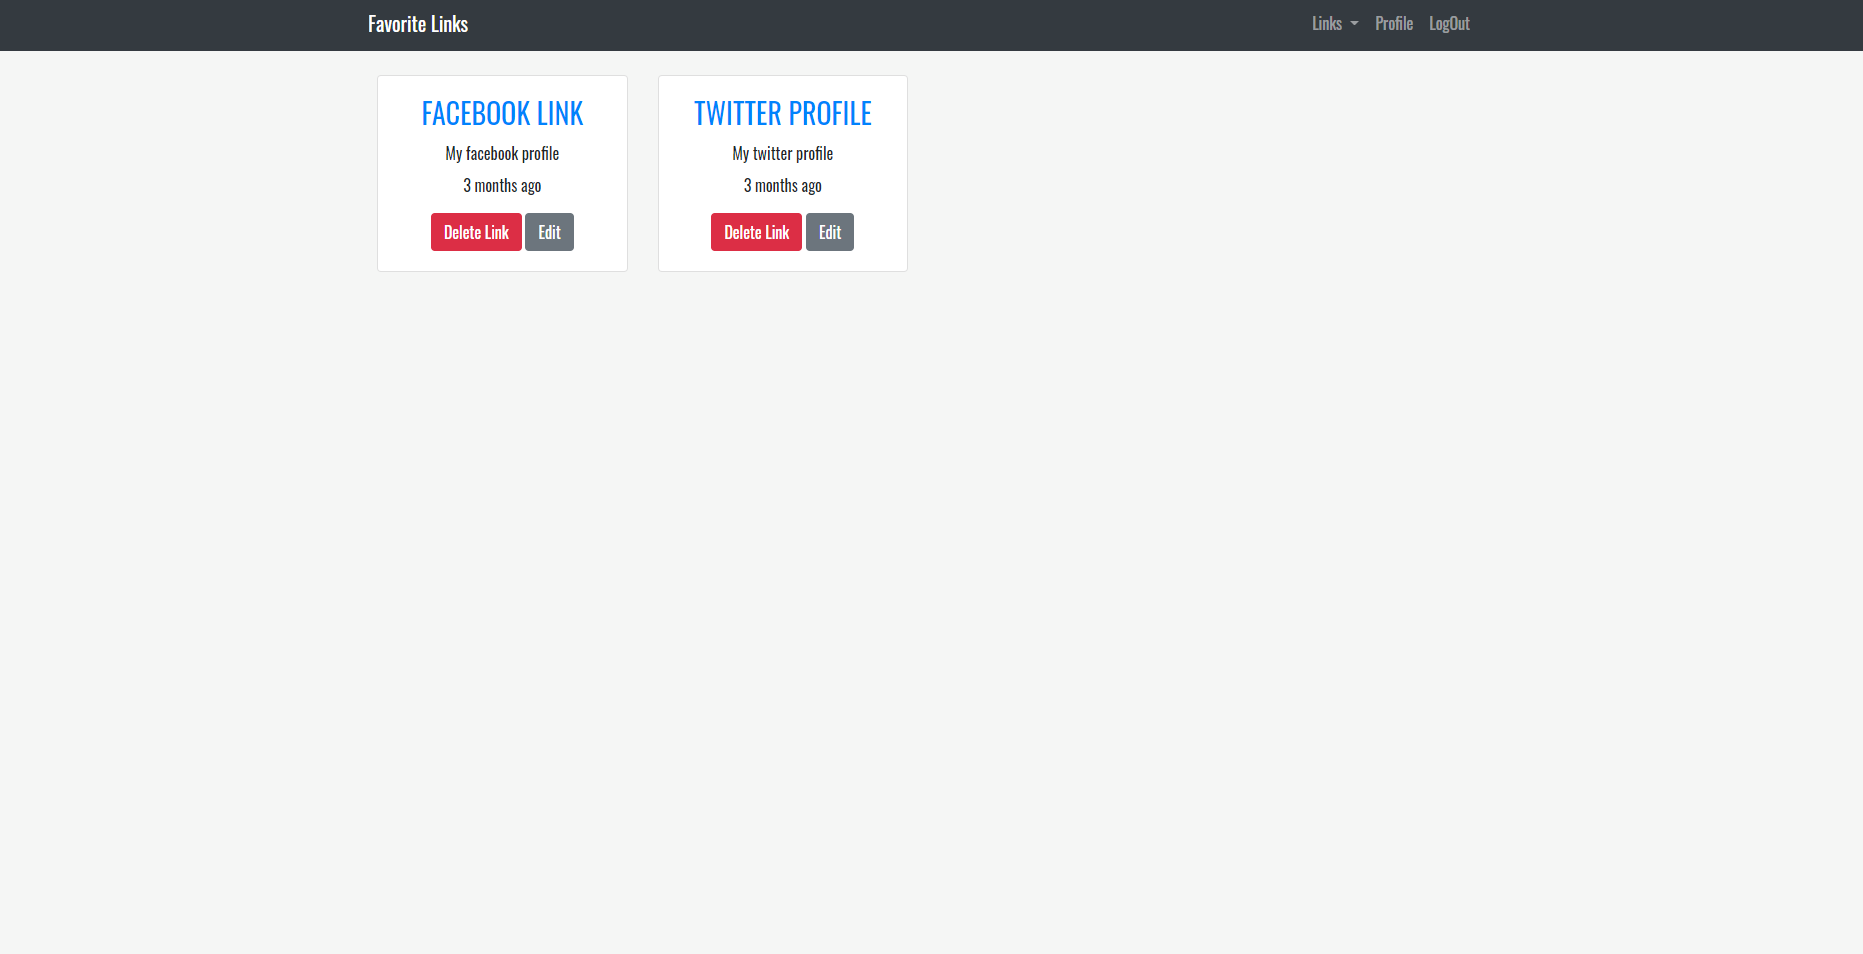 Favorite Links
Links Profile LogOut
FACEBOOK LINK
My facebook profile
3 months ago
Delete Link Edit
TWITTER PROFILE
My twitter profile
3 months ago
Delete Link Edit